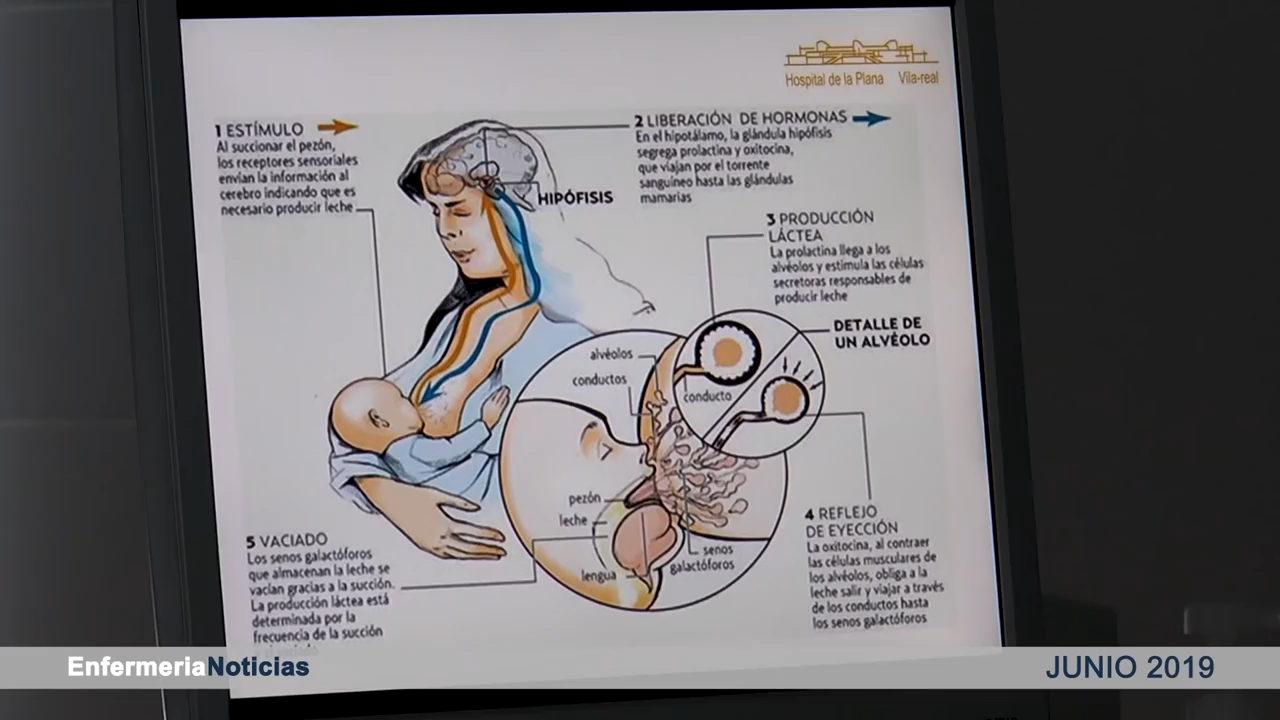 Hospital de la Plana Vila-real
1 ESTÍMULO
Al succionar el pezón,
los receptores sensoriales
envían la información al
cerebro indicando que es
necesario producir leche
2 LIBERACIÓN DE HORMONAS
En el hipotálamo, la glándula hipófisis
segrega prolactina y oxitocina,
que viajan por el torrente
sanguíneo hasta las glándulas
mamarias
HIPÓFISIS
3 PRODUCCIÓN
LÁCTEA
La prolactina llega a los
alvéolos y estimula las células
secretoras responsables de
producir leche
DETALLE DE
UN ALVÉOLO
alvéolos
conductos
conducto
pezón
leche
lengua
senos
galactóforos
4 REFLEJO
DE EYECCIÓN
La oxitocina, al contraer
las células musculares de
los alvéolos, obliga a la
leche salir y viajar a través
de los conductos hasta
los senos galactóforos
5 VACIADO
Los senos galactóforos
que almacenan la leche se
vacían gracias a la succión.
La producción láctea está
determinada por la
frecuencia de la succión
EnfermeriaNoticias
JUNIO 2019